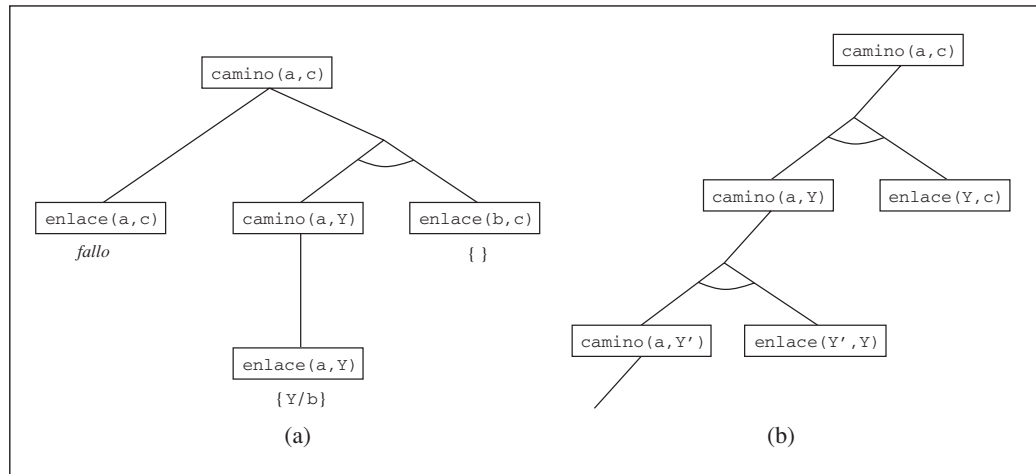 camino(a,c)
enlace(a,c)
camino(a,Y)
enlace(b,c)
fallo
{ }
enlace(a,Y)
{Y/b}
(a)
camino(a,c)
camino(a,Y)
enlace(Y,c)
camino(a,Y')
enlace(Y',Y)
(b)